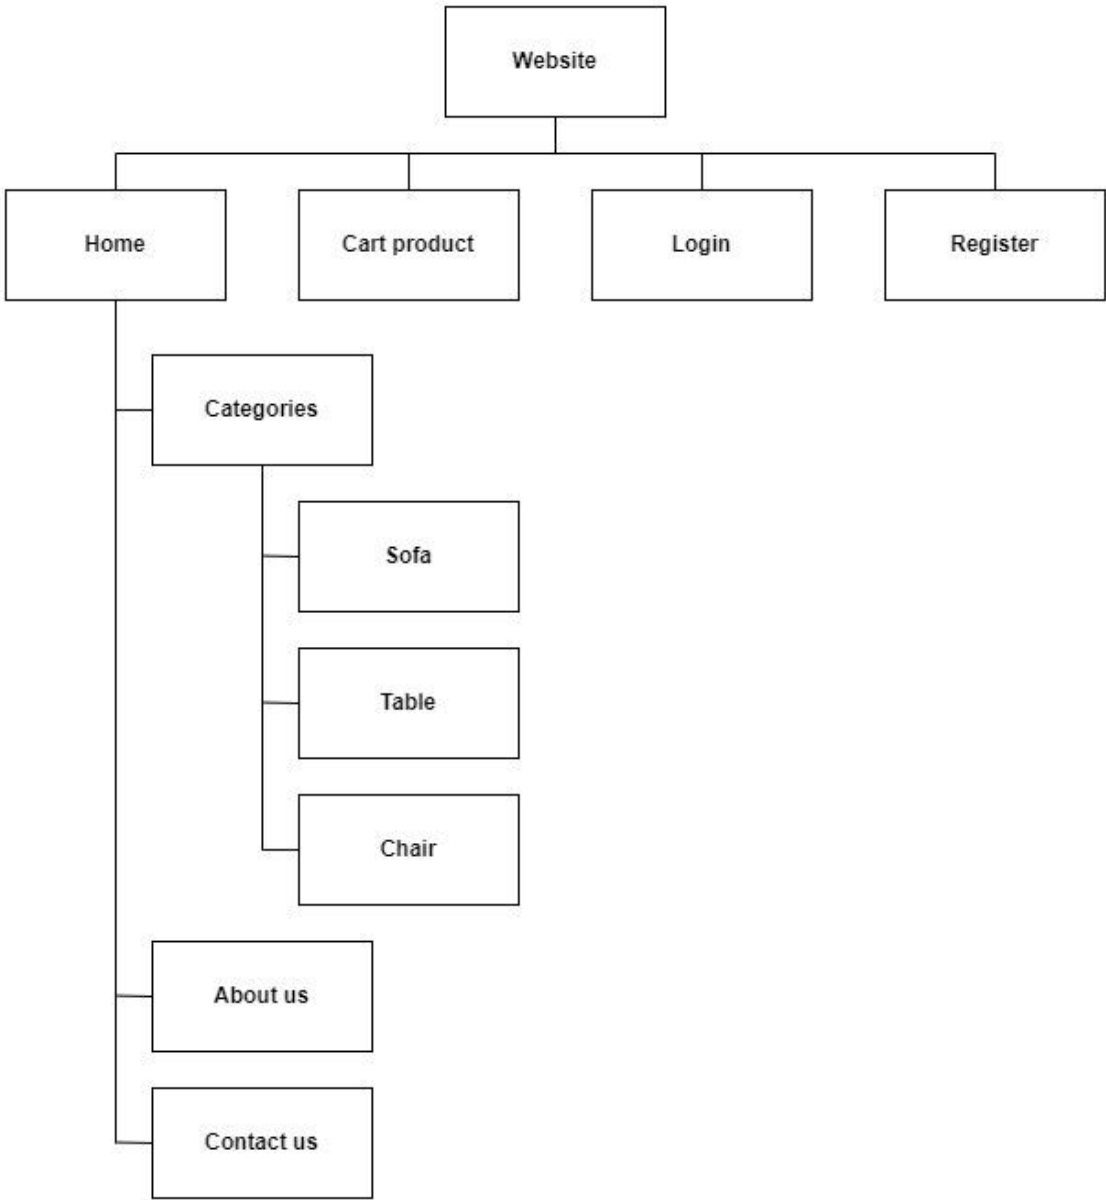 Website
Home
Cart product
Login
Register
Categories
Sofa
Table
Chair
About us
Contact us